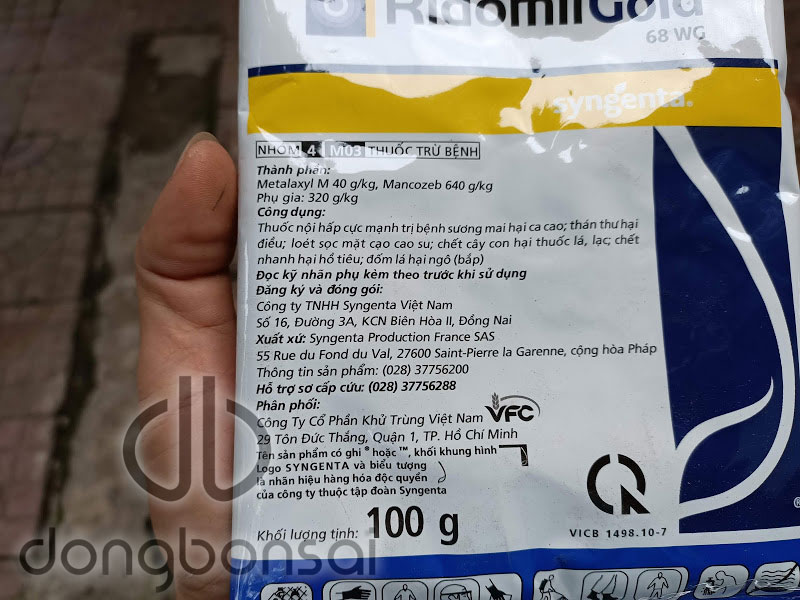 RidomilGold
68 WG
syngenta.
NHÓM 4 M03 THUỐC TRỪ BỆNH
Thành phần:
Metalaxyl M 40 g/kg, Mancozeb 640 g/kg
Phụ gia: 320 g/kg
Công dụng:
Thuốc nội hấp cực mạnh trị bệnh sương mai hại ca cao; thán thư hại
điều; loét sọc mặt cạo cao su; chết cây con hại thuốc lá, lạc; chết
nhanh hại hồ tiêu; đốm lá hại ngô (bắp)
Đọc kỹ nhãn phụ kèm theo trước khi sử dụng
Đăng ký và đóng gói:
Công ty TNHH Syngenta Việt Nam
Số 16, Đường 3A, KCN Biên Hòa II, Đồng Nai
Xuất xứ: Syngenta Production France SAS
55 Rue du Fond du Val, 27600 Saint-Pierre la Garenne, cộng hòa Pháp
Thông tin sản phẩm: (028) 37756200
Hỗ trợ sơ cấp cứu: (028) 37756288
Phân phối:
Công Ty Cổ Phần Khử Trùng Việt Nam VFC
29 Tôn Đức Thắng, Quận 1, TP. Hồ Chí Minh
Tên sản phẩm có ghi ® hoặc ™, khối khung hình
Logo SYNGENTA và biểu tượng
là nhãn hiệu hàng hóa độc quyền
của công ty thuộc tập đoàn Syngenta
Khối lượng tịnh: 100 g
VICB 1498.10-7
db
dongbonsai